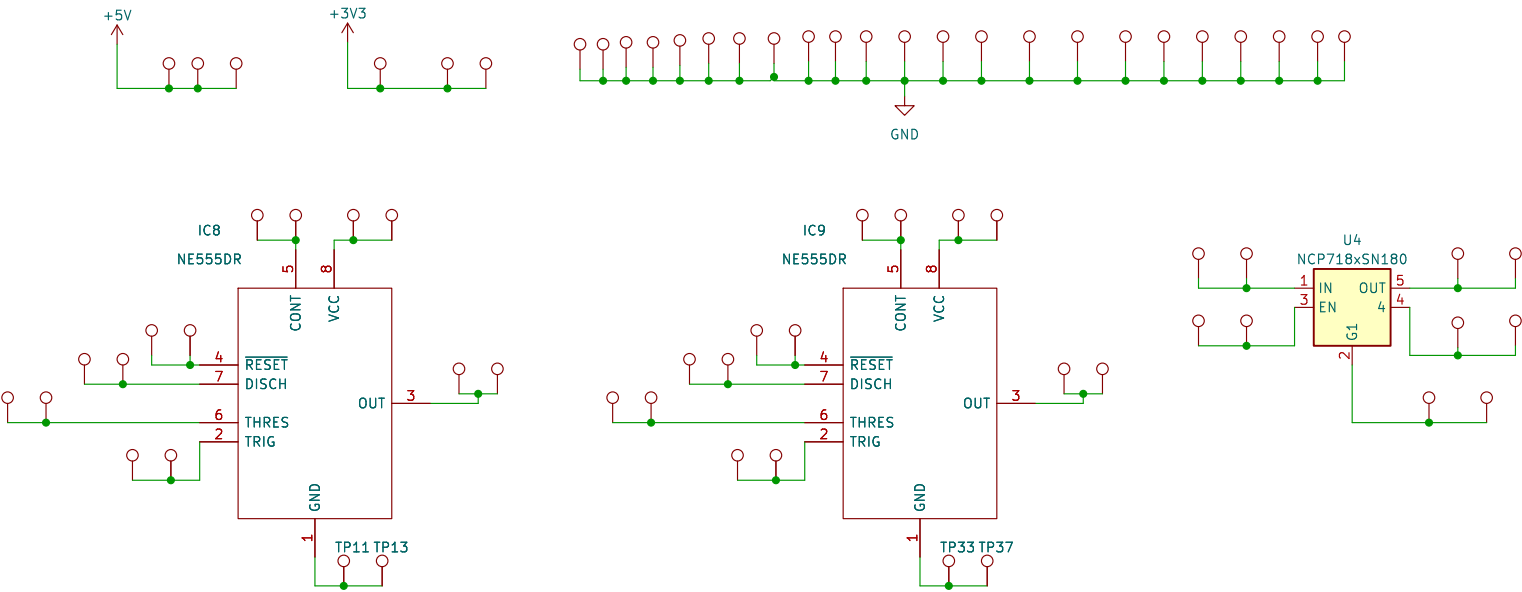 +5V
+3V3
GND
IC8
NE555DR
5
8
CONT
VCC
4
RESET
7
DISCH
OUT
3
6
THRES
2
TRIG
GND
1
TP11
TP13
IC9
NE555DR
5
8
CONT
VCC
4
RESET
7
DISCH
OUT
3
6
THRES
2
TRIG
GND
1
TP33
TP37
U4
NCP718xSN180
1
IN
OUT
5
3
EN
4
4
G1
2